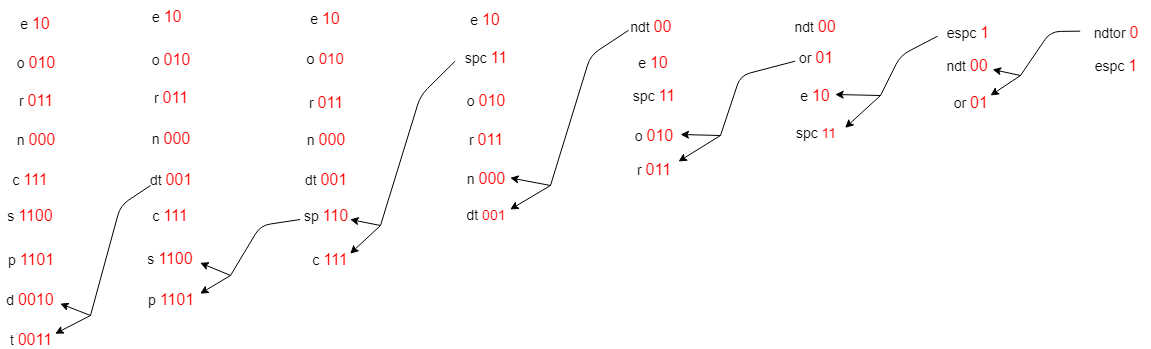 e 10
o 010
r 011
n 000
c 111
s 1100
p 1101
d 0010
t 0011
e 10
o 010
r 011
n 000
dt 001
c 111
s 1100
p 1101
e 10
o 010
r 011
n 000
dt 001
sp 110
c 111
e 10
spc 11
o 010
r 011
n 000
dt 001
ndt 00
e 10
spc 11
o 010
r 011
ndt 00
or 01
e 10
spc 11
espc 1
ndt 00
or 01
ndtor 0
espc 1